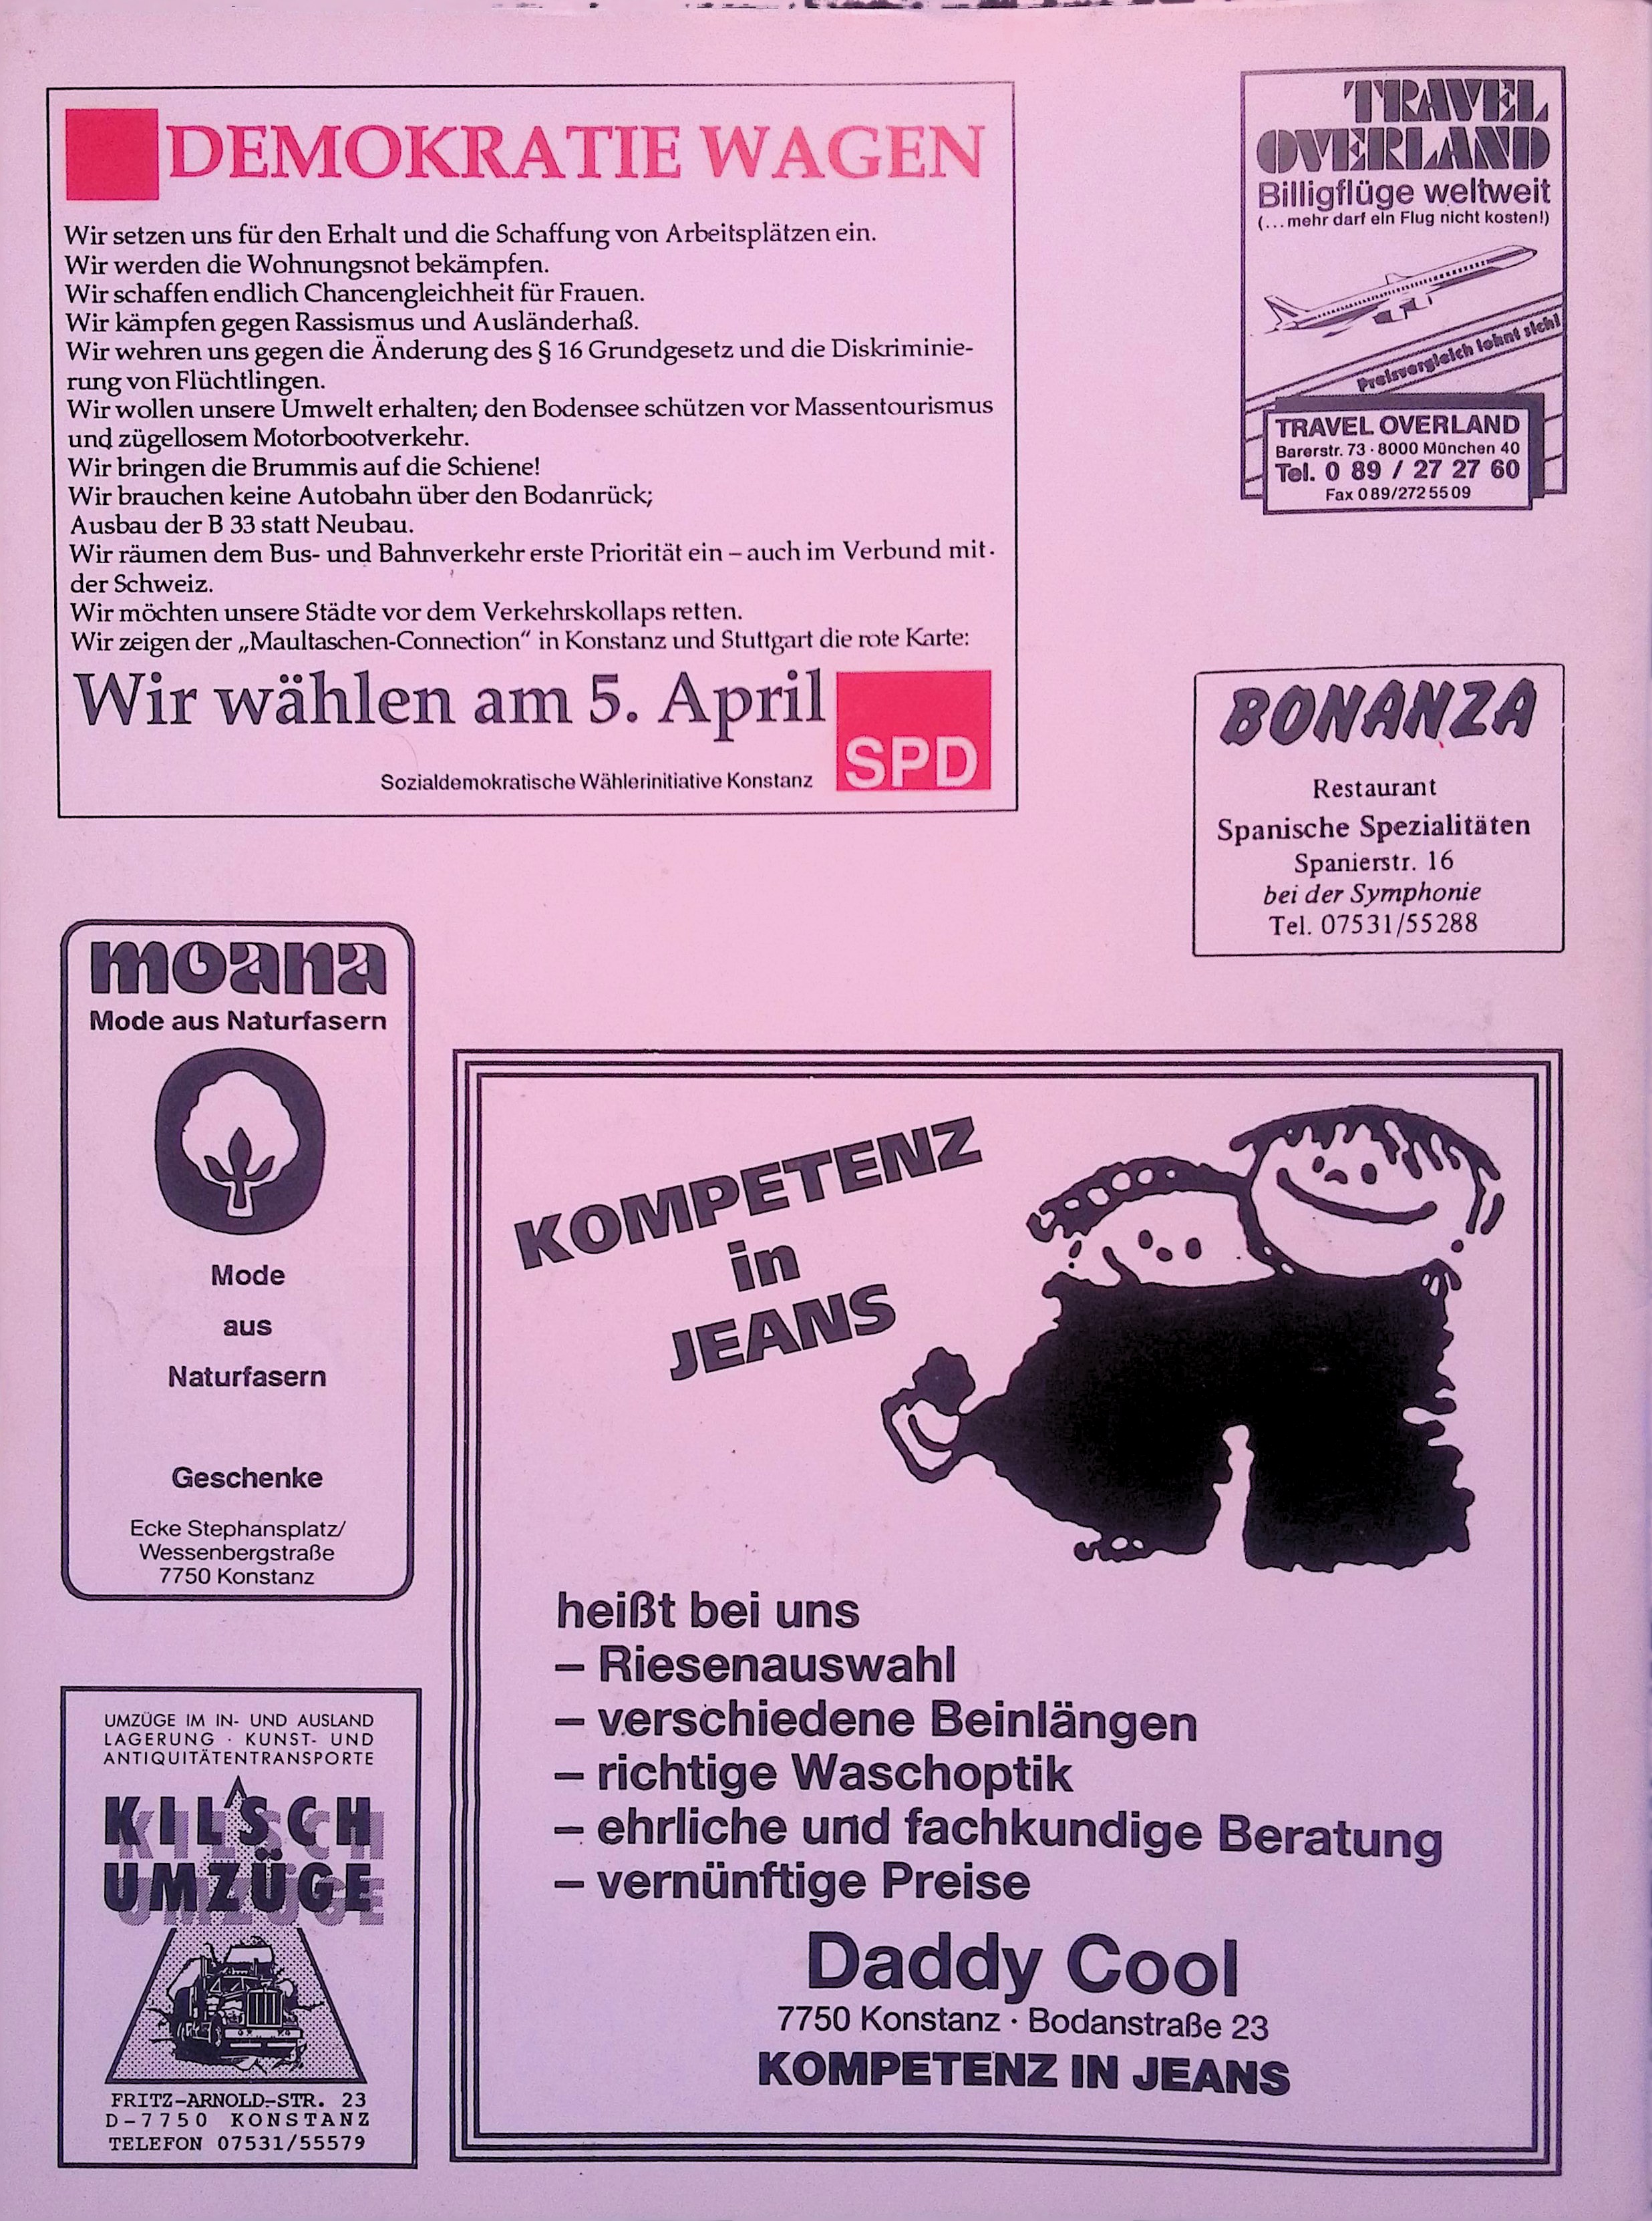 DEMOKRATIE WAGEN
Wir setzen uns für den Erhalt und die Schaffung von Arbeitsplätzen ein.
Wir werden die Wohnungsnot bekämpfen.
Wir schaffen endlich Chancengleichheit für Frauen.
Wir kämpfen gegen Rassismus und Ausländerhaß.
Wir wehren uns gegen die Änderung des § 16 Grundgesetz und die Diskriminie-
rung von Flüchtlingen.
Wir wollen unsere Umwelt erhalten; den Bodensee schützen vor Massentourismus
und zügellosem Motorbootverkehr.
Wir bringen die Brummis auf die Schiene!
Wir brauchen keine Autobahn über den Bodanrück;
Ausbau der B 33 statt Neubau.
Wir räumen dem Bus- und Bahnverkehr erste Priorität ein – auch im Verbund mit
der Schweiz.
Wir möchten unsere Städte vor dem Verkehrskollaps retten.
Wir zeigen der „Maultaschen-Connection“ in Konstanz und Stuttgart die rote Karte:
Wir wählen am 5. April
SPD
Sozialdemokratische Wählerinitiative Konstanz
TRAVEL
OVERLAND
Billigflüge weltweit
(...mehr darf ein Flug nicht kosten!)
Preisvergleich lohnt sich!
TRAVEL OVERLAND
Barerstr. 73 · 8000 München 40
Tel. 0 89 / 27 27 60
Fax 0 89/272 55 09
BONANZA
Restaurant
Spanische Spezialitäten
Spanierstr. 16
bei der Symphonie
Tel. 07531/55288
moana
Mode aus Naturfasern
Mode
aus
Naturfasern
Geschenke
Ecke Stephansplatz/
Wessenbergstraße
7750 Konstanz
KOMPETENZ
in
JEANS
heißt bei uns
– Riesenauswahl
– verschiedene Beinlängen
– richtige Waschoptik
– ehrliche und fachkundige Beratung
– vernünftige Preise
Daddy Cool
7750 Konstanz · Bodanstraße 23
KOMPETENZ IN JEANS
UMZÜGE IM IN- UND AUSLAND
LAGERUNG · KUNST- UND
ANTIQUITÄTENTRANSPORTE
KILSCH
UMZÜGE
FRITZ-ARNOLD-STR. 23
D-7750 KONSTANZ
TELEFON 07531/55579